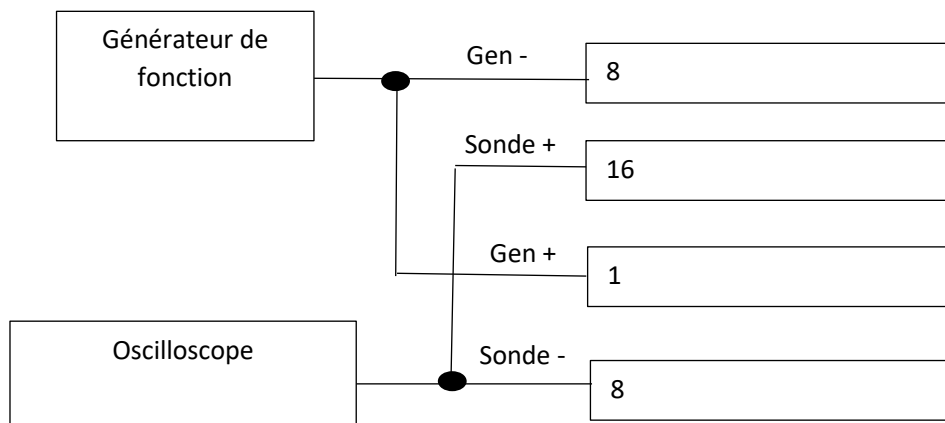 Générateur de
fonction
Gen -
8
Sonde +
16
Gen +
1
Oscilloscope
Sonde -
8